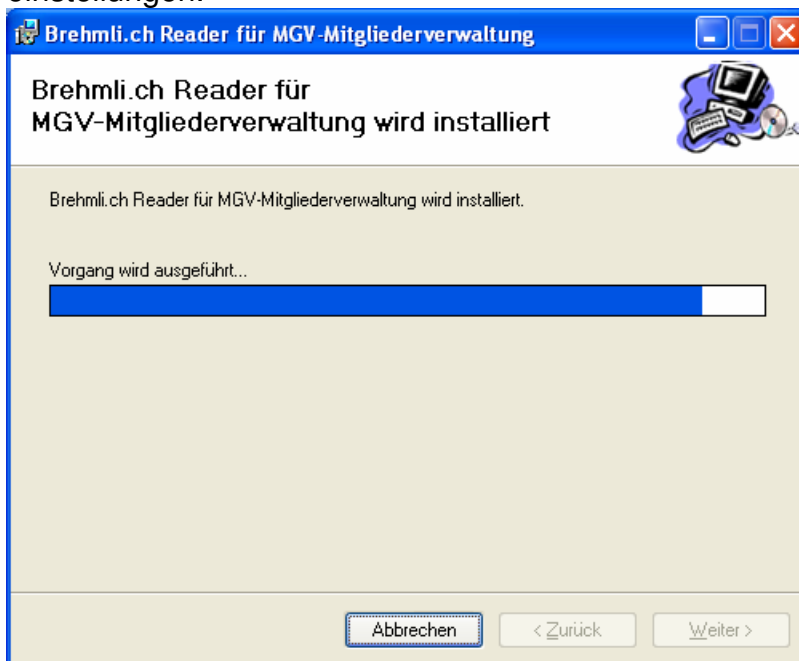 einstellungen.
Brehmli.ch Reader für MGV-Mitgliederverwaltung
Brehmli.ch Reader für
MGV-Mitgliederverwaltung wird installiert
Brehmli.ch Reader für MGV-Mitgliederverwaltung wird installiert.
Vorgang wird ausgeführt...
Abbrechen
< Zurück
Weiter >